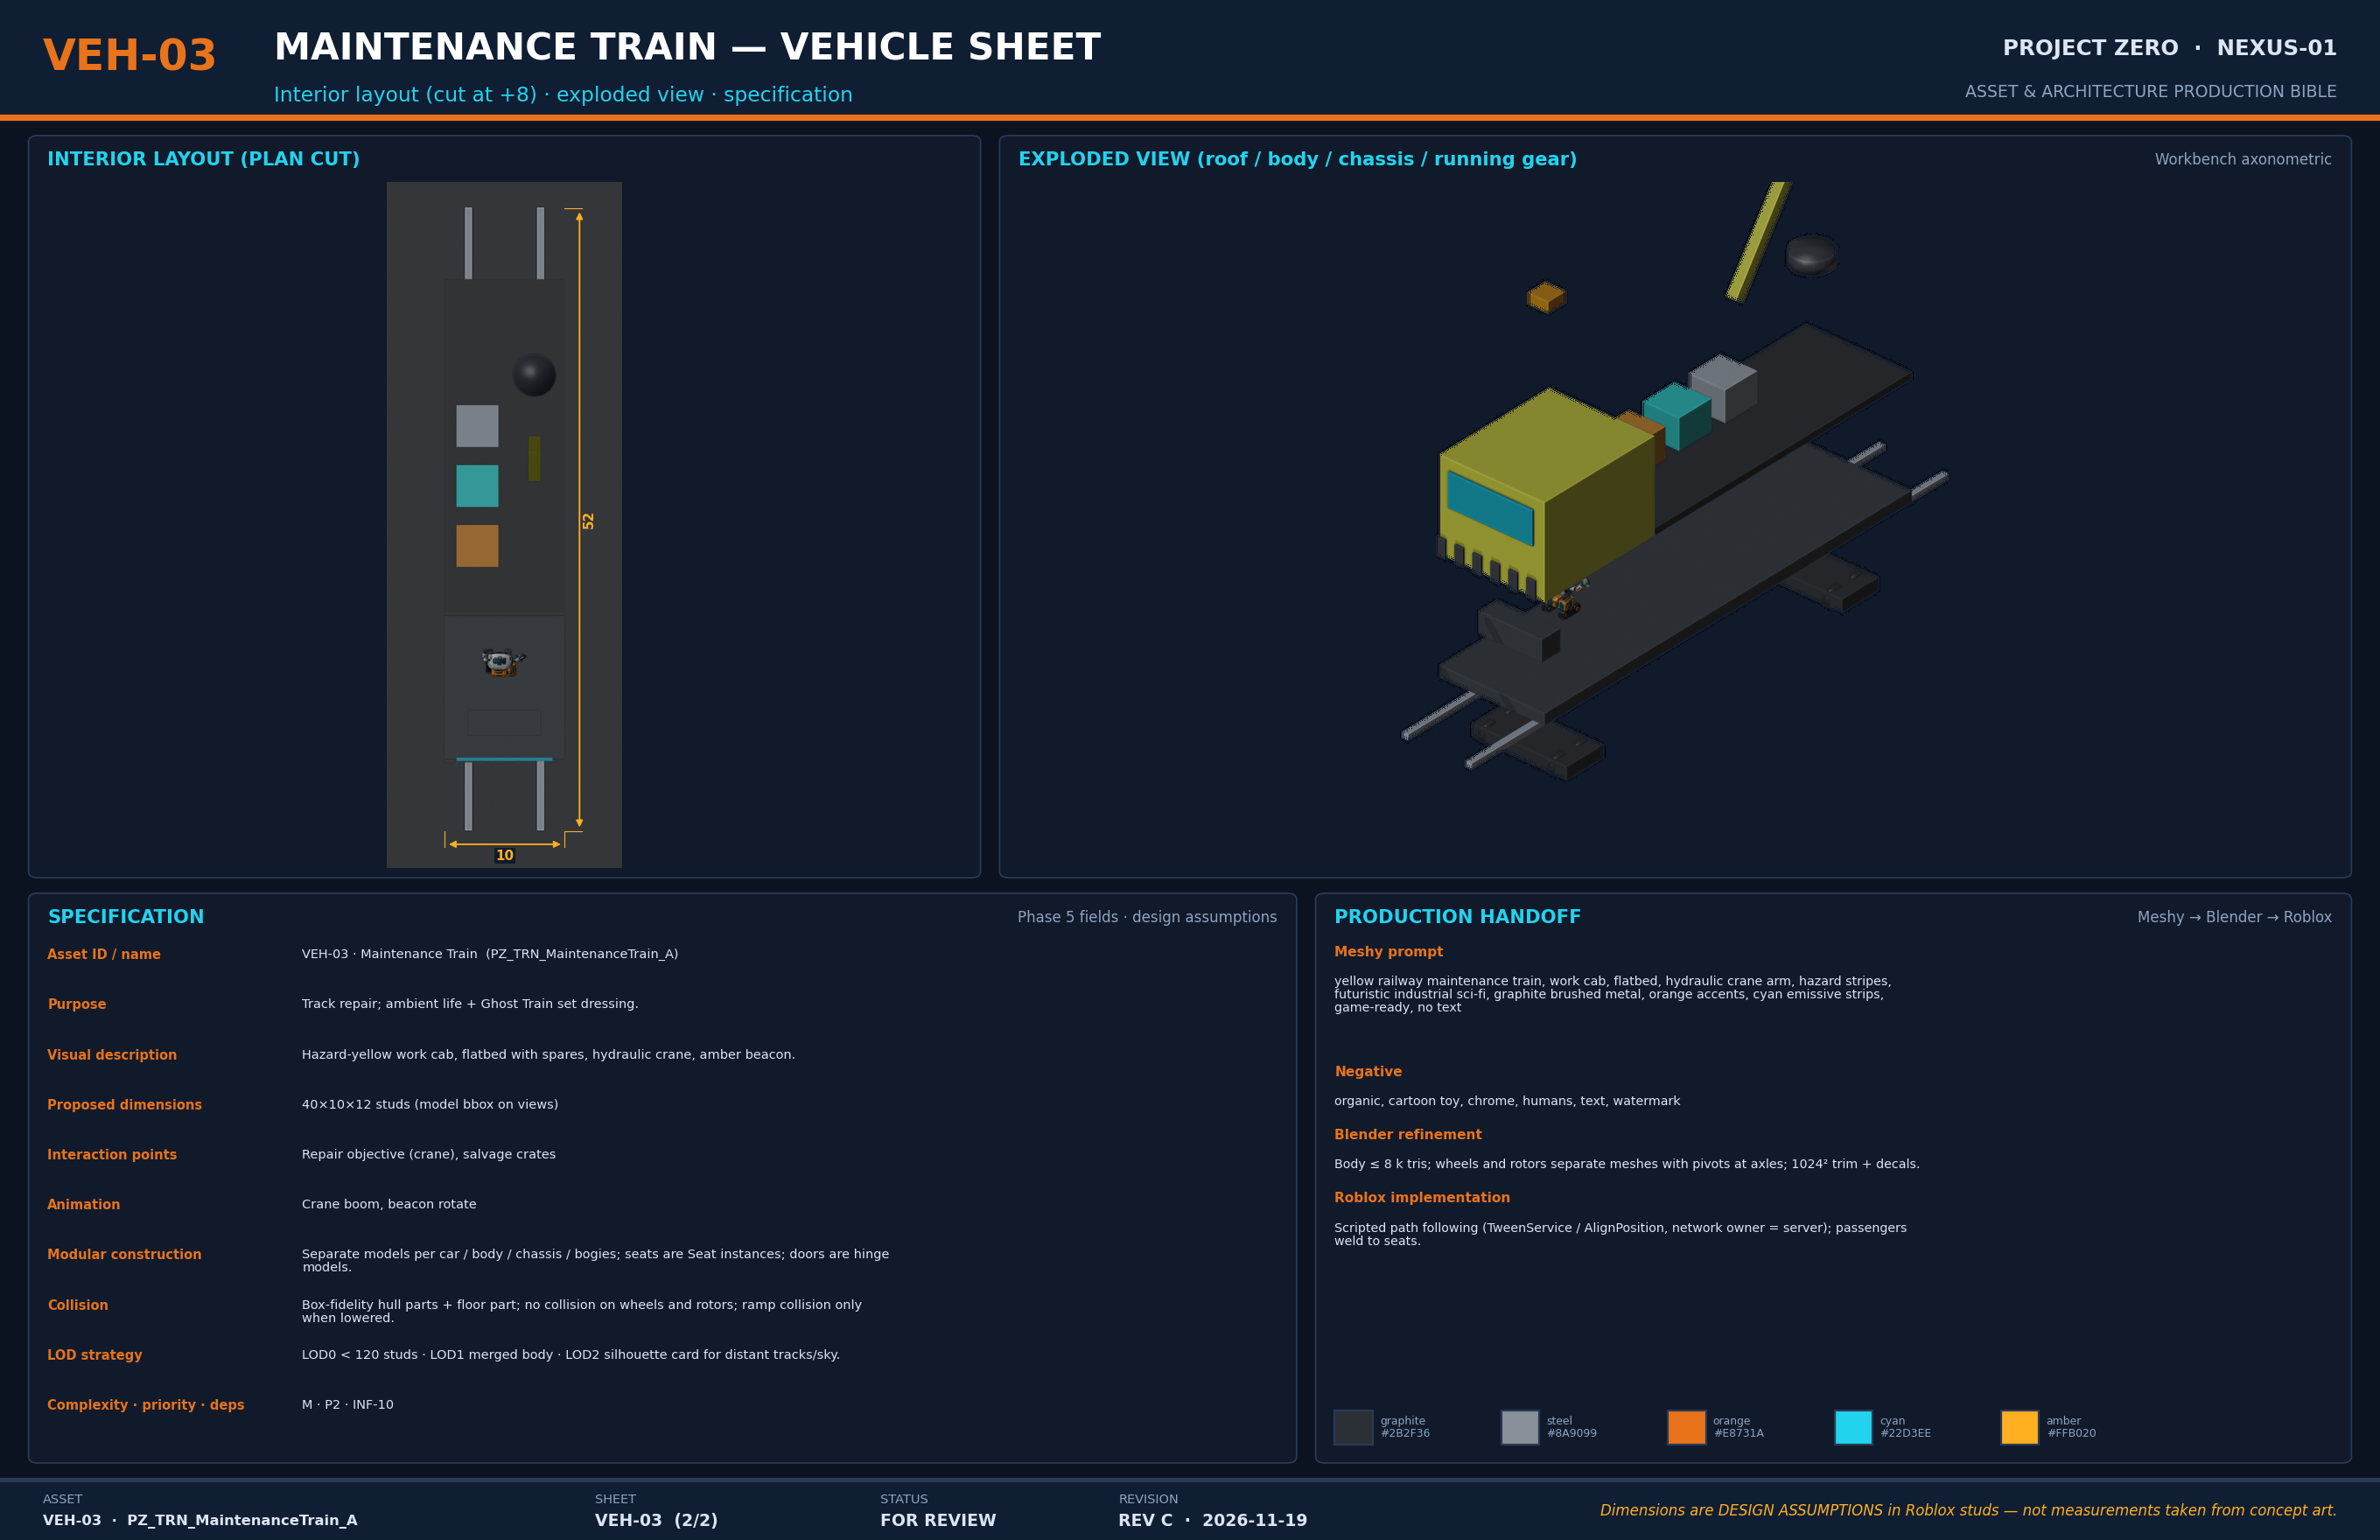 VEH-03
MAINTENANCE TRAIN — VEHICLE SHEET
Interior layout (cut at +8) · exploded view · specification
PROJECT ZERO · NEXUS-01
ASSET & ARCHITECTURE PRODUCTION BIBLE
INTERIOR LAYOUT (PLAN CUT)
52
10
EXPLODED VIEW (roof / body / chassis / running gear)
Workbench axonometric
SPECIFICATION
Phase 5 fields · design assumptions
Asset ID / name
VEH-03 · Maintenance Train (PZ_TRN_MaintenanceTrain_A)
Purpose
Track repair; ambient life + Ghost Train set dressing.
Visual description
Hazard-yellow work cab, flatbed with spares, hydraulic crane, amber beacon.
Proposed dimensions
40×10×12 studs (model bbox on views)
Interaction points
Repair objective (crane), salvage crates
Animation
Crane boom, beacon rotate
Modular construction
Separate models per car / body / chassis / bogies; seats are Seat instances; doors are hinge
models.
Collision
Box-fidelity hull parts + floor part; no collision on wheels and rotors; ramp collision only
when lowered.
LOD strategy
LOD0 < 120 studs · LOD1 merged body · LOD2 silhouette card for distant tracks/sky.
Complexity · priority · deps
M · P2 · INF-10
PRODUCTION HANDOFF
Meshy → Blender → Roblox
Meshy prompt
yellow railway maintenance train, work cab, flatbed, hydraulic crane arm, hazard stripes,
futuristic industrial sci-fi, graphite brushed metal, orange accents, cyan emissive strips,
game-ready, no text
Negative
organic, cartoon toy, chrome, humans, text, watermark
Blender refinement
Body ≤ 8 k tris; wheels and rotors separate meshes with pivots at axles; 1024² trim + decals.
Roblox implementation
Scripted path following (TweenService / AlignPosition, network owner = server); passengers
weld to seats.
graphite
#2B2F36
steel
#8A9099
orange
#E8731A
cyan
#22D3EE
amber
#FFB020
ASSET
VEH-03 · PZ_TRN_MaintenanceTrain_A
SHEET
VEH-03 (2/2)
STATUS
FOR REVIEW
REVISION
REV C · 2026-11-19
Dimensions are DESIGN ASSUMPTIONS in Roblox studs — not measurements taken from concept art.